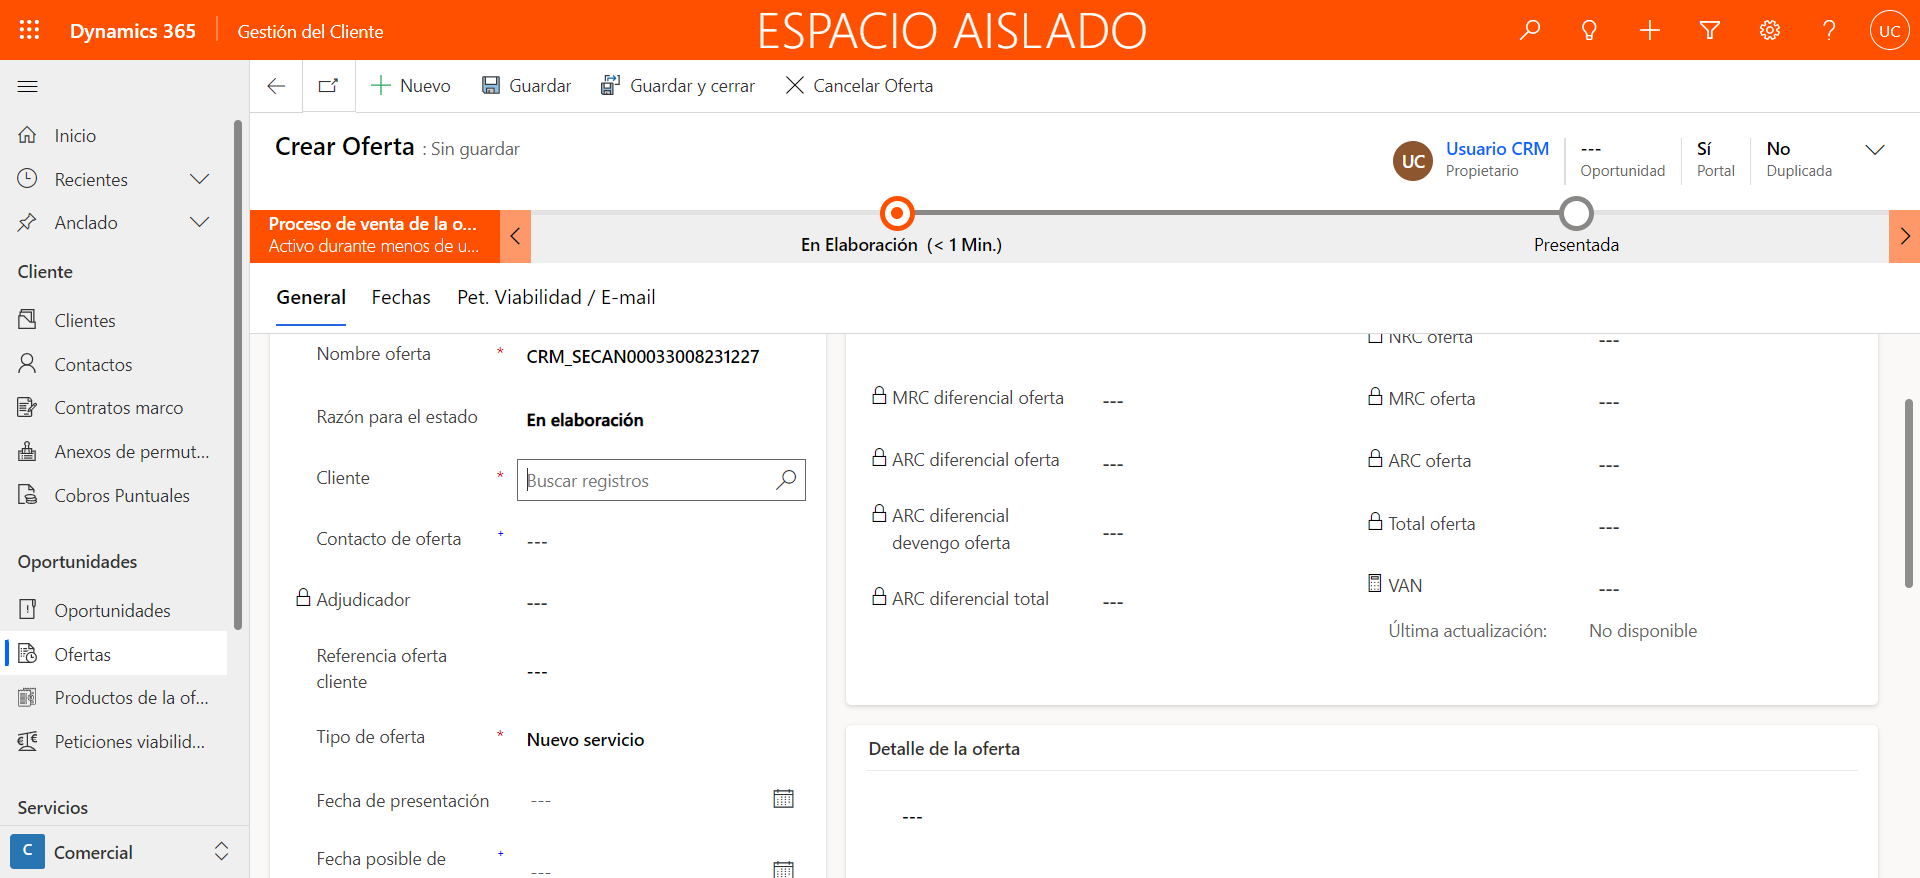 Dynamics 365
Gestión del Cliente
ESPACIO AISLADO
UC
Nuevo
Guardar
Guardar y cerrar
Cancelar Oferta
Inicio
Recientes
Anclado
Cliente
Clientes
Contactos
Contratos marco
Anexos de permut...
Cobros Puntuales
Oportunidades
Oportunidades
Ofertas
Productos de la of...
Peticiones viabilid...
Servicios
C
Comercial
Crear Oferta : Sin guardar
UC
Usuario CRM
Propietario
---
Oportunidad
Sí
Portal
No
Duplicada
Proceso de venta de la o...
Activo durante menos de u...
En Elaboración (< 1 Min.)
Presentada
General
Fechas
Pet. Viabilidad / E-mail
Nombre oferta * CRM_SECAN00033008231227
Razón para el estado En elaboración
Cliente * Buscar registros
Contacto de oferta + ---
Adjudicador ---
Referencia oferta
cliente ---
Tipo de oferta * Nuevo servicio
Fecha de presentación ---
Fecha posible de + ---
MRC diferencial oferta ---
ARC diferencial oferta ---
ARC diferencial
devengo oferta ---
ARC diferencial total ---
NRC oferta ---
MRC oferta ---
ARC oferta ---
Total oferta ---
VAN ---
Última actualización: No disponible
Detalle de la oferta
---